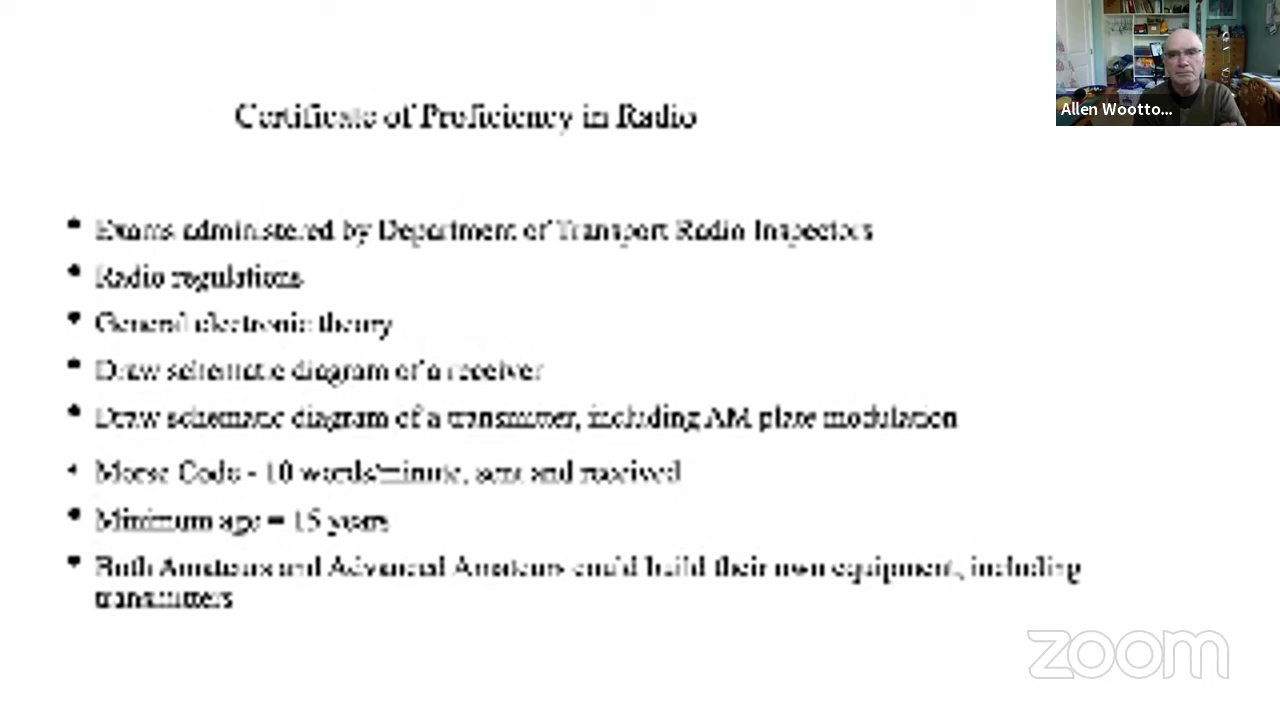 Certificate of Proficiency in Radio
Allen Wootto...
• Exams administered by Department of Transport Radio Inspectors
• Radio regulations
• General electronic theory
• Draw schematic diagram of a receiver
• Draw schematic diagram of a transmitter, including AM plate modulation
• Morse Code - 10 words/minute, sent and received
• Minimum age = 15 years
• Both Amateurs and Advanced Amateurs could build their own equipment, including
transmitters
zoom